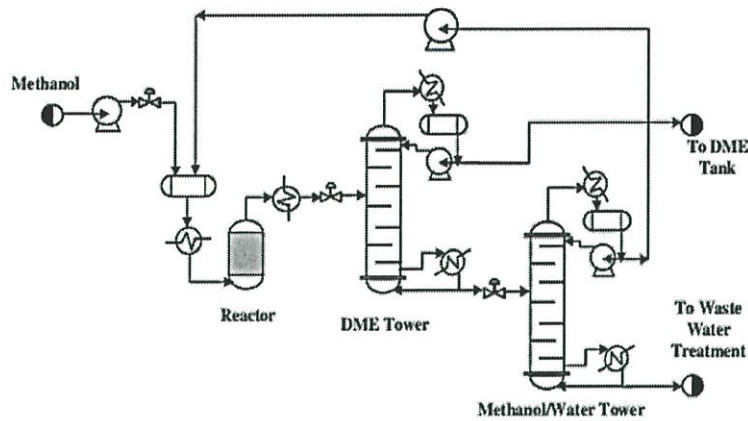 Methanol
To DME
Tank
Reactor
DME Tower
To Waste
Water
Treatment
Methanol/Water Tower